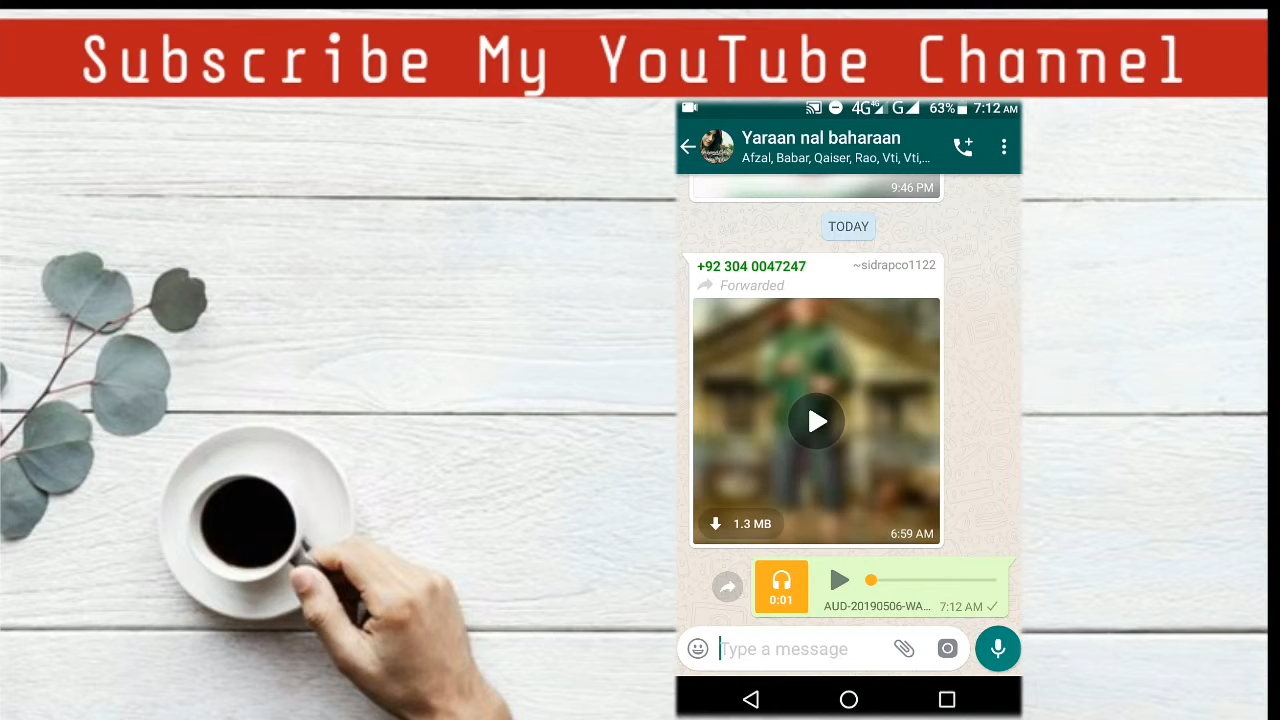 Subscribe My YouTube Channel
4G 4G G 63% 7:12 AM
Yaraan nal baharaan
Afzal, Babar, Qaiser, Rao, Vti, Vti,...
9:46 PM
TODAY
+92 304 0047247 ~sidrapco1122
Forwarded
1.3 MB
6:59 AM
0:01
AUD-20190506-WA... 7:12 AM
Type a message